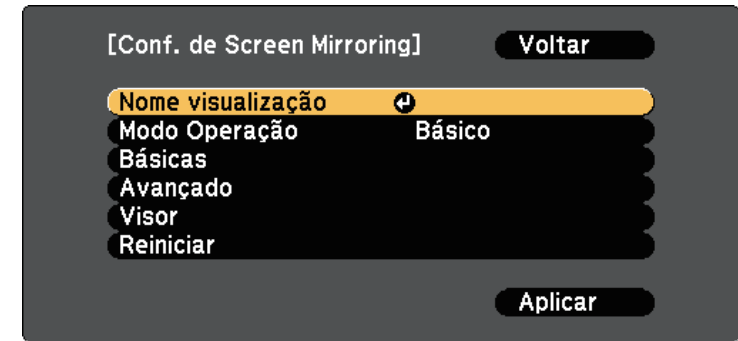 [Conf. de Screen Mirroring] Voltar
Nome visualização
Modo Operação Básico
Básicas
Avançado
Visor
Reiniciar
Aplicar